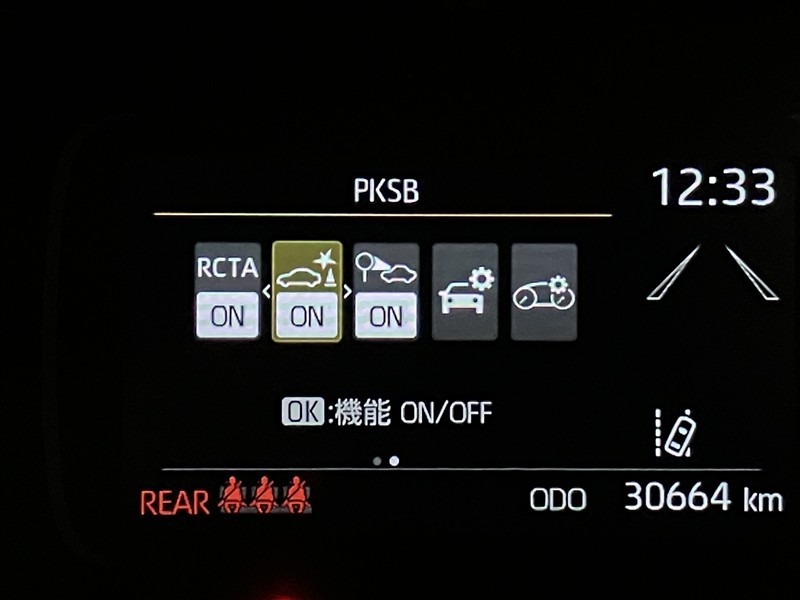 PKSB
12:33
RCTA
ON
ON
ON
OK:機能 ON/OFF
REAR
ODO 30664 km